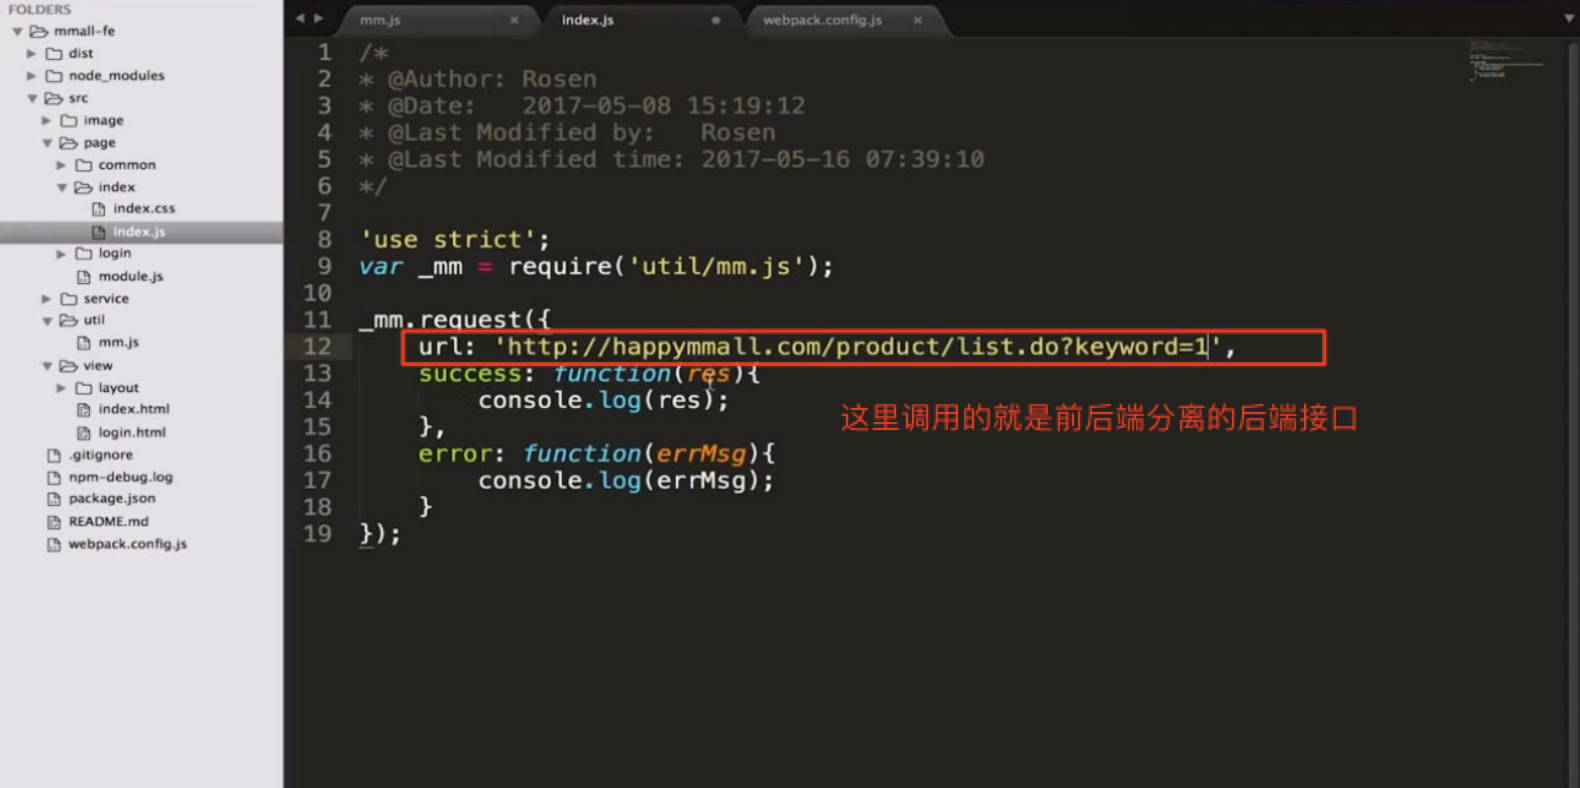 FOLDERS
mmall-fe
dist
node_modules
src
image
page
common
index
index.css
index.js
login
module.js
service
util
mm.js
view
layout
index.html
login.html
.gitignore
npm-debug.log
package.json
README.md
webpack.config.js
mm.js
index.js
webpack.config.js
1 /*
2 * @Author: Rosen
3 * @Date:   2017-05-08 15:19:12
4 * @Last Modified by:   Rosen
5 * @Last Modified time: 2017-05-16 07:39:10
6 */
7
8 'use strict';
9 var _mm = require('util/mm.js');
10
11 _mm.request({
12     url: 'http://happymmall.com/product/list.do?keyword=1',
13     success: function(res){
14         console.log(res);
15     },
16     error: function(errMsg){
17         console.log(errMsg);
18     }
19 });
这里调用的就是前后端分离的后端接口